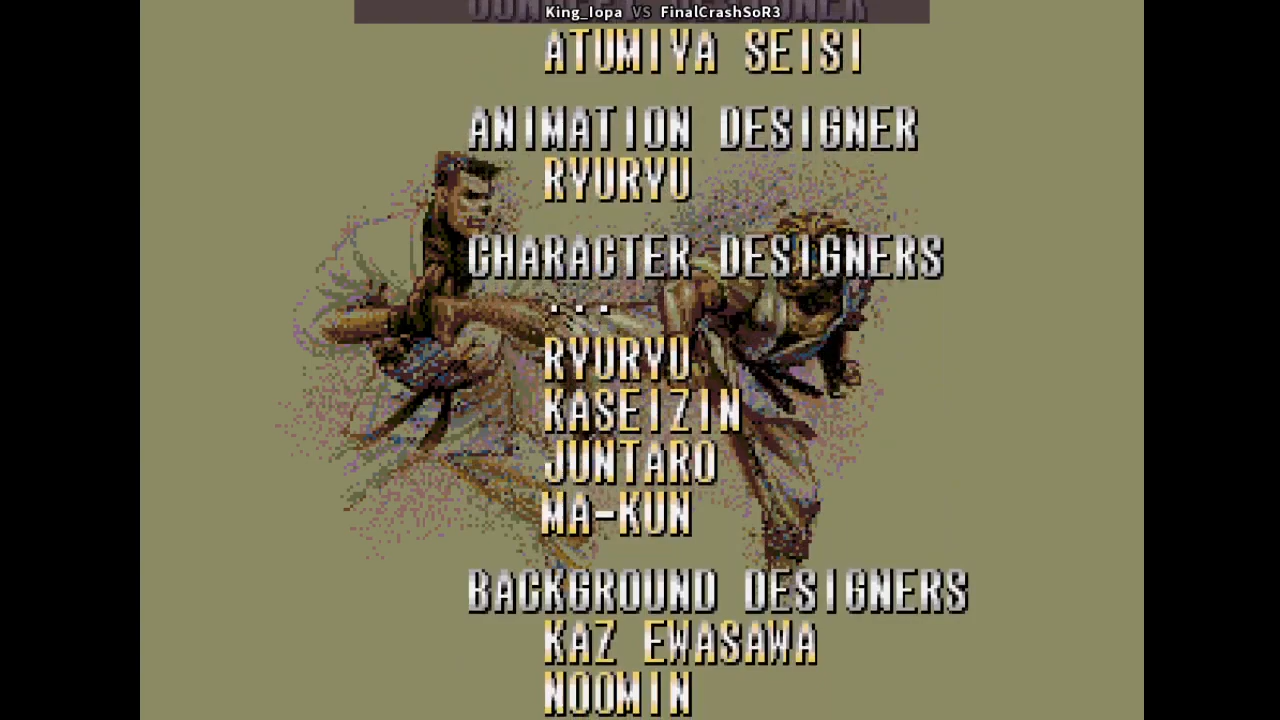 King_Iopa VS FinalCrashSoR3
ATUMIYA SEISI
ANIMATION DESIGNER
RYURYU
CHARACTER DESIGNERS
...
RYURYU
KASEIZIN
JUNTARO
MA-KUN
BACKGROUND DESIGNERS
KAZ EWASAWA
NOOMIN